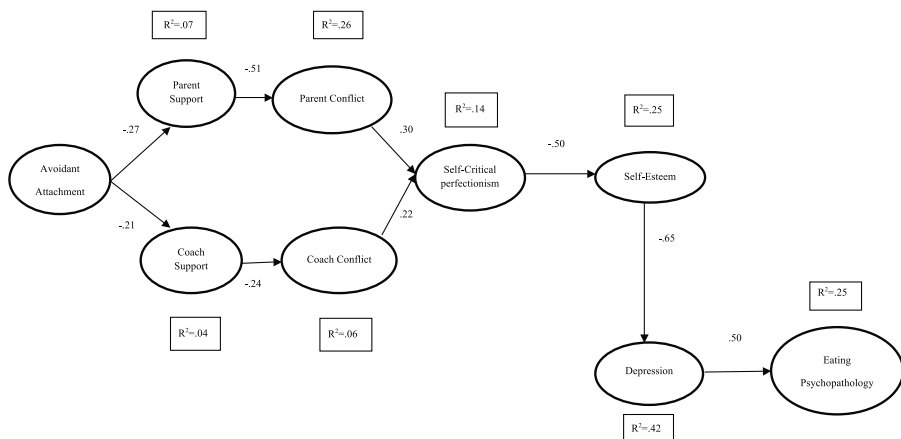 R²=.07
R²=.26
-.51
Parent
Support
Parent Conflict
R²=.14
R²=.25
-.27
.30
-.50
Avoidant
Attachment
Self-Critical
perfectionism
Self-Esteem
-.21
.22
-.65
Coach
Support
Coach Conflict
-.24
R²=.25
R²=.04
R²=.06
.50
Depression
Eating
Psychopathology
R²=.42